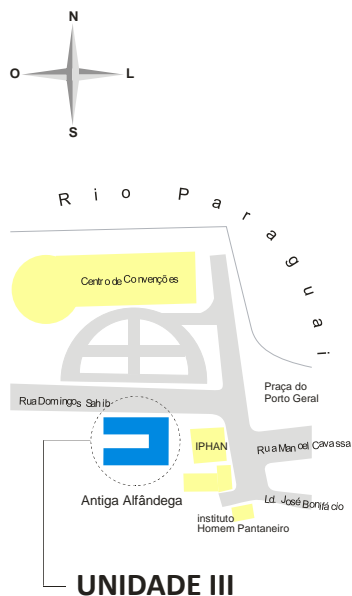 N
O L
S
Rio Paraguai
Centro de Convenções
Praça do
Porto Geral
Rua Domingos Sahib
IPHAN
Rua Manoel Cavassa
Antiga Alfândega
Ld. José Bonifácio
instituto
Homem Pantaneiro
UNIDADE III